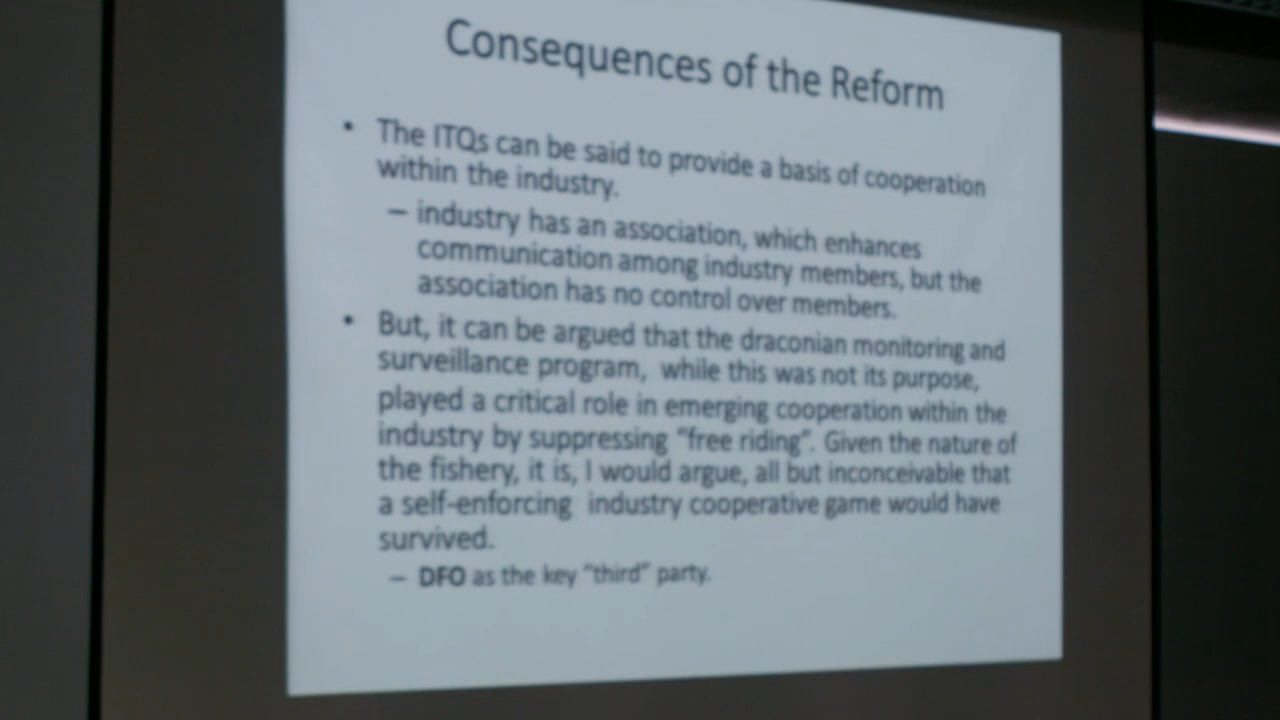 Consequences of the Reform
• The ITQs can be said to provide a basis of cooperation
within the industry.
– industry has an association, which enhances
communication among industry members, but the
association has no control over members.
• But, it can be argued that the draconian monitoring and
surveillance program, while this was not its purpose,
played a critical role in emerging cooperation within the
industry by suppressing “free riding”. Given the nature of
the fishery, it is, I would argue, all but inconceivable that
a self-enforcing industry cooperative game would have
survived.
– DFO as the key “third” party.